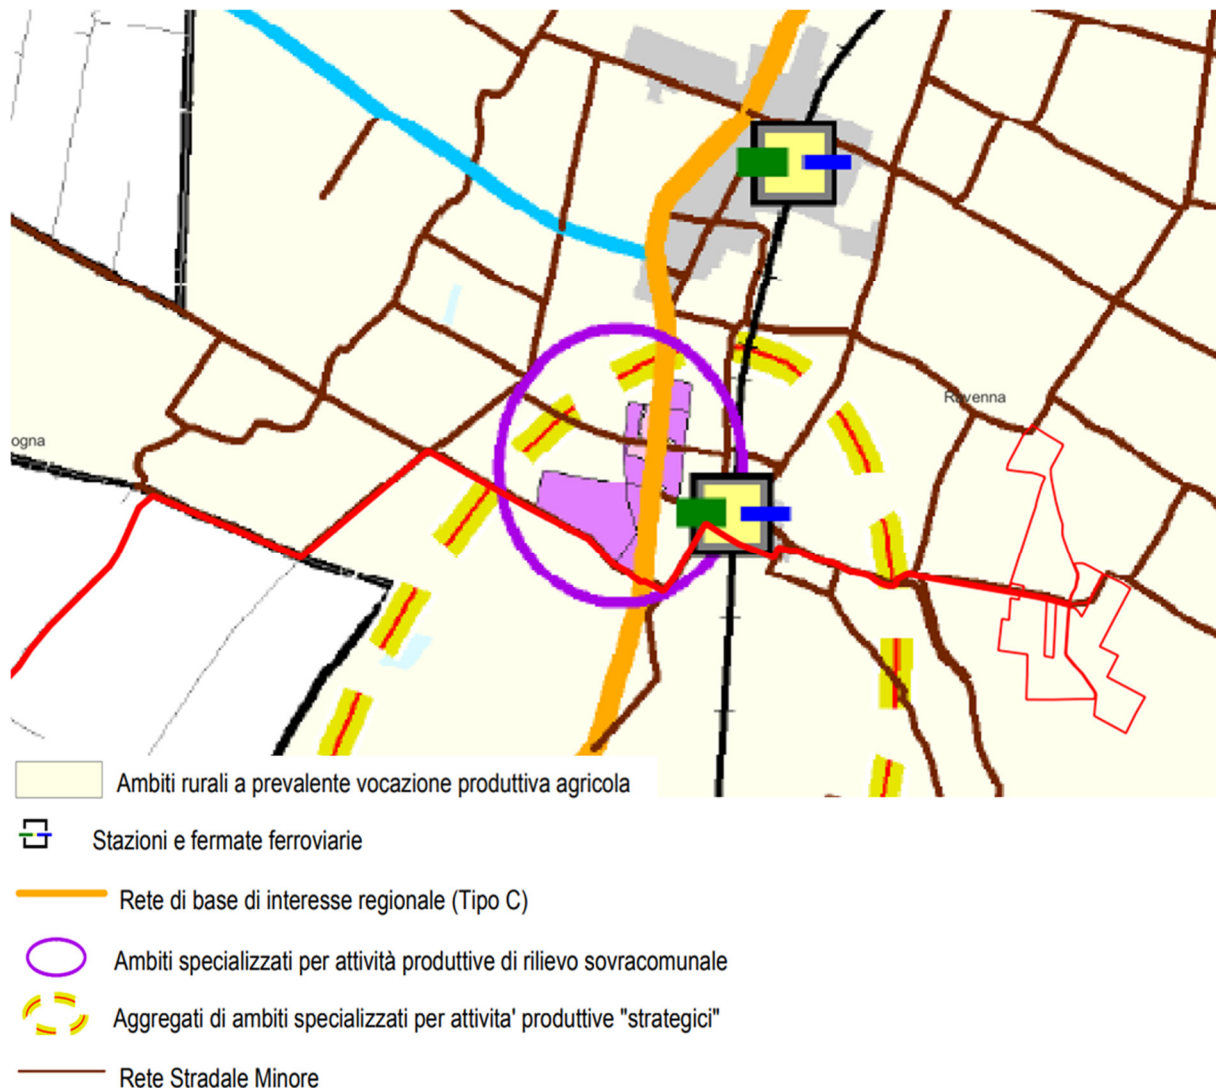 Ravenna
ogna
Ambiti rurali a prevalente vocazione produttiva agricola
Stazioni e fermate ferroviarie
Rete di base di interesse regionale (Tipo C)
Ambiti specializzati per attività produttive di rilievo sovracomunale
Aggregati di ambiti specializzati per attivita' produttive "strategici"
Rete Stradale Minore